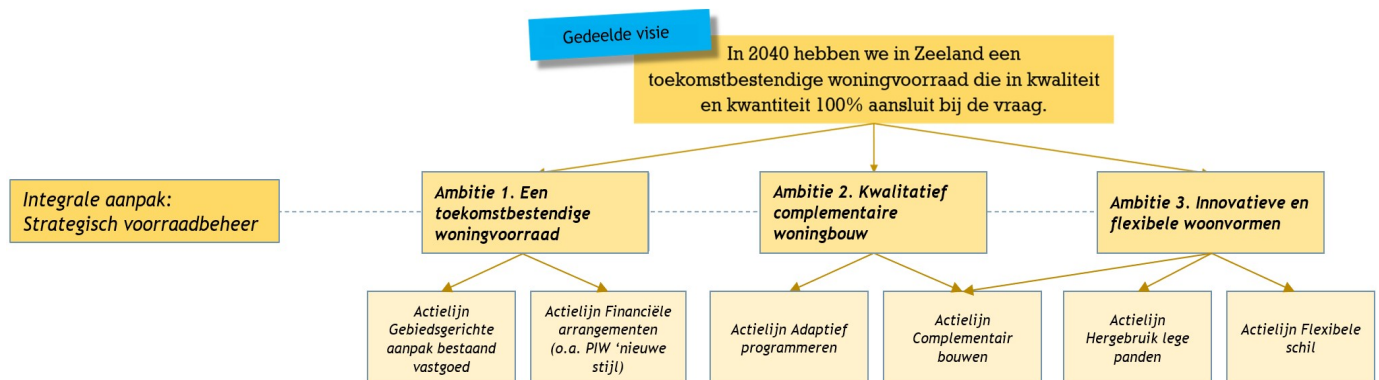 Gedeelde visie
In 2040 hebben we in Zeeland een
toekomstbestendige woningvoorraad die in kwaliteit
en kwantiteit 100% aansluit bij de vraag.
Integrale aanpak:
Strategisch voorraadbeheer
Ambitie 1. Een
toekomstbestendige
woningvoorraad
Ambitie 2. Kwalitatief
complementaire
woningbouw
Ambitie 3. Innovatieve en
flexibele woonvormen
Actielijn
Gebiedsgerichte
aanpak bestaand
vastgoed
Actielijn Financiële
arrangementen
(o.a. PIW ‘nieuwe
stijl)
Actielijn Adaptief
programmeren
Actielijn
Complementair
bouwen
Actielijn
Hergebruik lege
panden
Actielijn Flexibele
schil